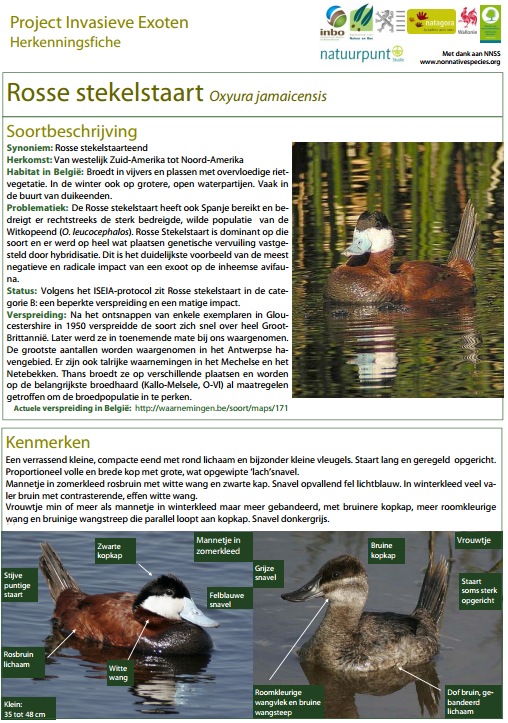 Project Invasieve Exoten
Herkenningsfiche
inbo
Natuur en Bos
natagora
Wallonie
natuurpunt
Studie
Met dank aan NNSS
www.nonnativespecies.org
Rosse stekelstaart Oxyura jamaicensis
Soortbeschrijving
Synoniem: Rosse stekelstaarteend
Herkomst: Van westelijk Zuid-Amerika tot Noord-Amerika
Habitat in België: Broedt in vijvers en plassen met overvloedige riet-
vegetatie. In de winter ook op grotere, open waterpartijen. Vaak in
de buurt van duikeenden.
Problematiek: De Rosse stekelstaart heeft ook Spanje bereikt en be-
dreigt er rechtstreeks de sterk bedreigde, wilde populatie van de
Witkopeend (O. leucocephalos). Rosse Stekelstaart is dominant op die
soort en er werd op heel wat plaatsen genetische vervuiling vastge-
steld door hybridisatie. Dit is het duidelijkste voorbeeld van de meest
negatieve en radicale impact van een exoot op de inheemse avifau-
na.
Status: Volgens het ISEIA-protocol zit Rosse stekelstaart in de cate-
gorie B: een beperkte verspreiding en een matige impact.
Verspreiding: Na het ontsnappen van enkele exemplaren in Glou-
cestershire in 1950 verspreidde de soort zich snel over heel Groot-
Brittannië. Later werd ze in toenemende mate bij ons waargenomen.
De grootste aantallen worden waargenomen in het Antwerpse ha-
vengebied. Er zijn ook talrijke waarnemingen in het Mechelse en het
Netebekken. Thans broedt ze op verschillende plaatsen en worden
op de belangrijkste broedhaard (Kallo-Melsele, O-Vl) al maatregelen
getroffen om de broedpopulatie in te perken.
Actuele verspreiding in België: http://waarnemingen.be/soort/maps/171
Kenmerken
Een verrassend kleine, compacte eend met rond lichaam en bijzonder kleine vleugels. Staart lang en geregeld opgericht.
Proportioneel volle en brede kop met grote, wat opgewipte 'lach'snavel.
Mannetje in zomerkleed rosbruin met witte wang en zwarte kap. Snavel opvallend fel lichtblauw. In winterkleed veel va-
ler bruin met contrasterende, effen witte wang.
Vrouwtje min of meer als mannetje in winterkleed maar meer gebandeerd, met bruinere kopkap, meer roomkleurige
wang en bruinige wangstreep die parallel loopt aan kopkap. Snavel donkergrijs.
Zwarte
kopkap
Mannetje in
zomerkleed
Stijve
puntige
staart
Felblauwe
snavel
Rosbruin
lichaam
Witte
wang
Klein:
35 tot 48 cm
Bruine
kopkap
Vrouwtje
Grijze
snavel
Staart
soms sterk
opgericht
Roomkleurige
wangvlek en bruine
wangsteep
Dof bruin, ge-
bandeerd
lichaam